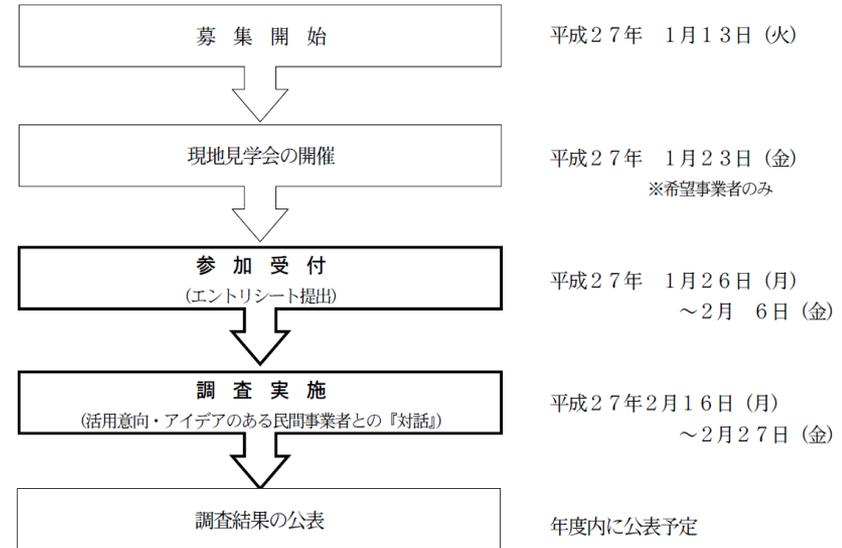 募 集 開 始
平成２７年　１月１３日（火）
現地見学会の開催
平成２７年　１月２３日（金）
※希望事業者のみ
参 加 受 付
（エントリシート提出）
平成２７年　１月２６日（月）
～２月　６日（金）
調 査 実 施
（活用意向・アイデアのある民間事業者との『対話』）
平成２７年２月１６日（月）
～２月２７日（金）
調査結果の公表
年度内に公表予定